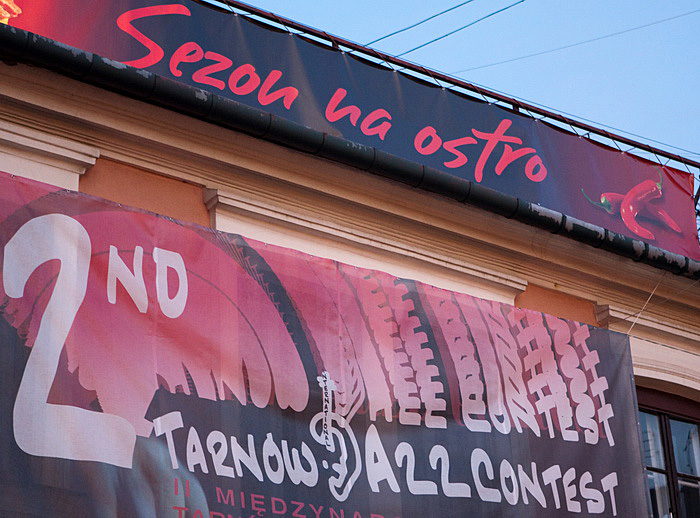 Sezon na ostro
2ND
TARNOW JAZZ CONTEST
II MIĘDZYNAR